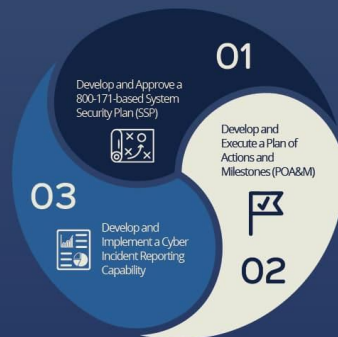 01
Develop and Approve a
800-171-based System
Security Plan (SSP)
Develop and
Execute a Plan of
Actions and
Milestones (POA&M)
02
03
Develop and
Implement a Cyber
Incident Reporting
Capability